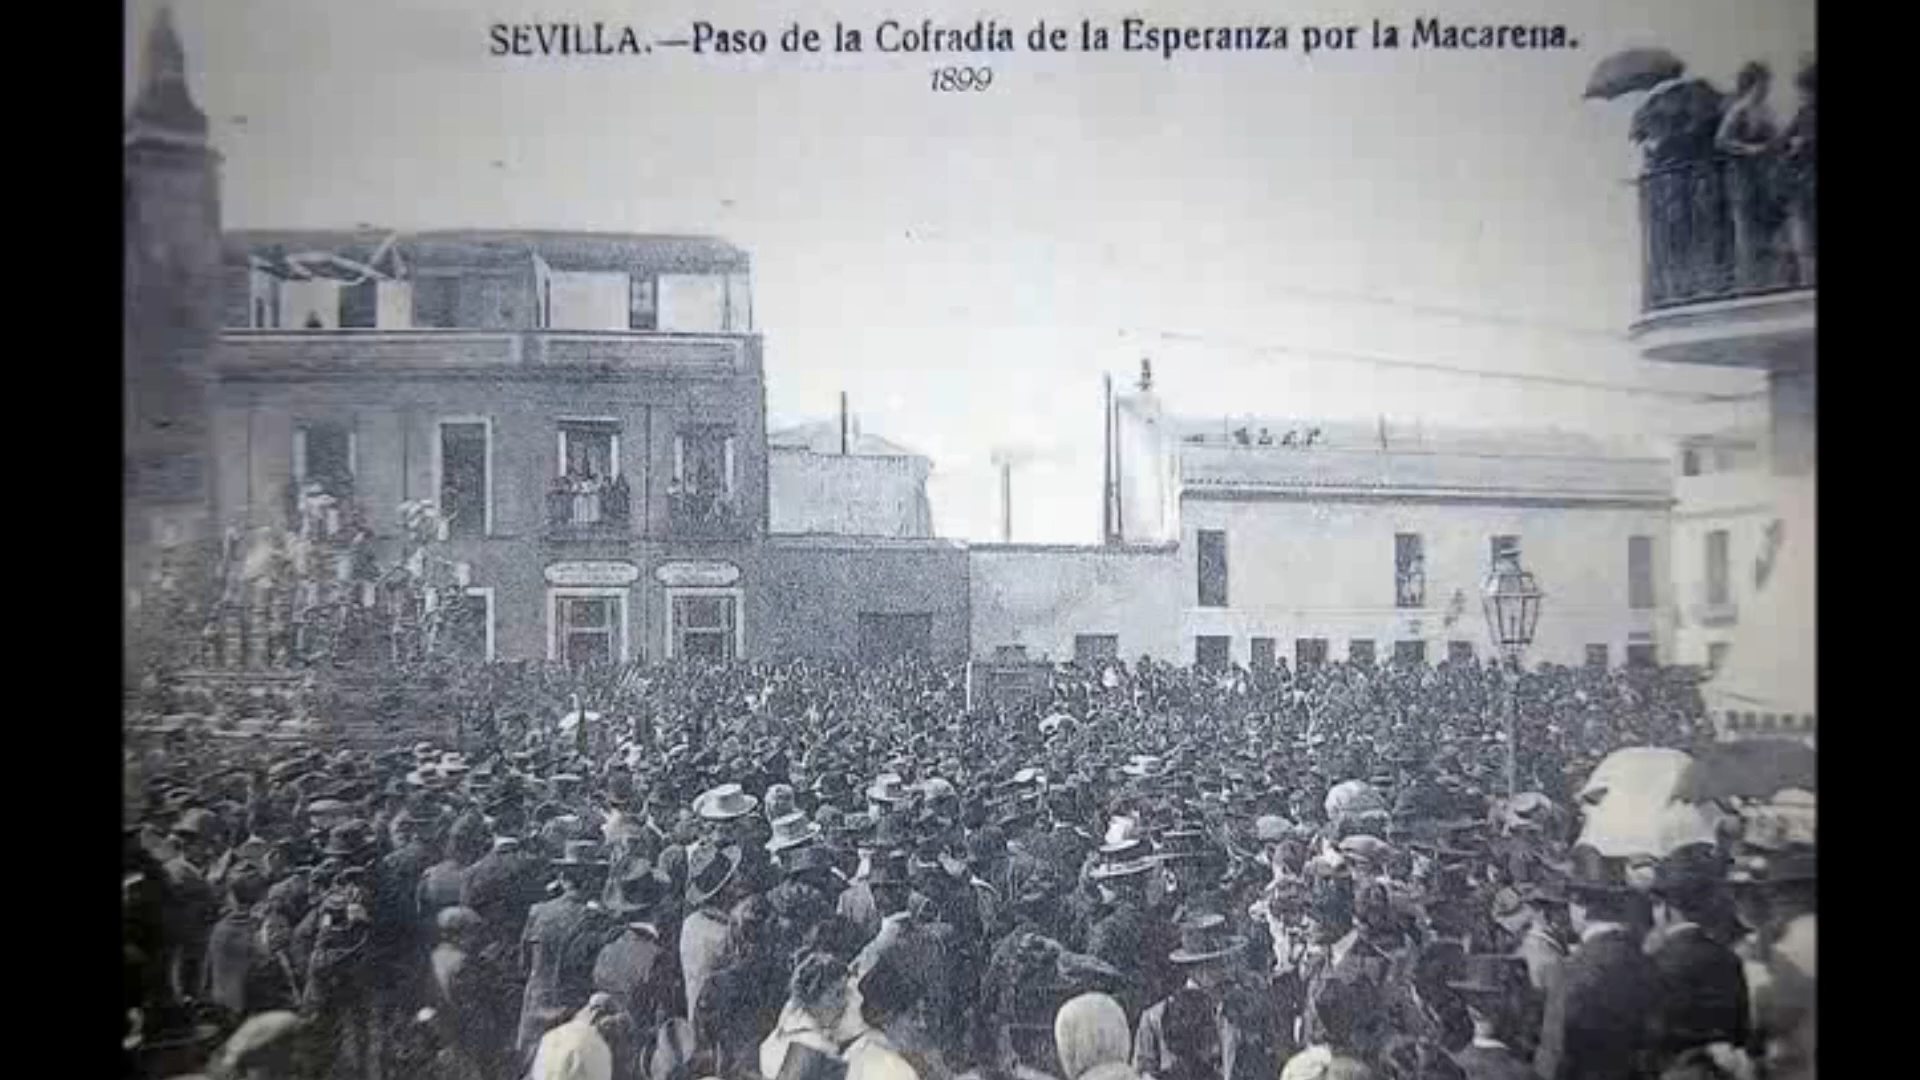 SEVILLA.—Paso de la Cofradía de la Esperanza por la Macarena.
1899